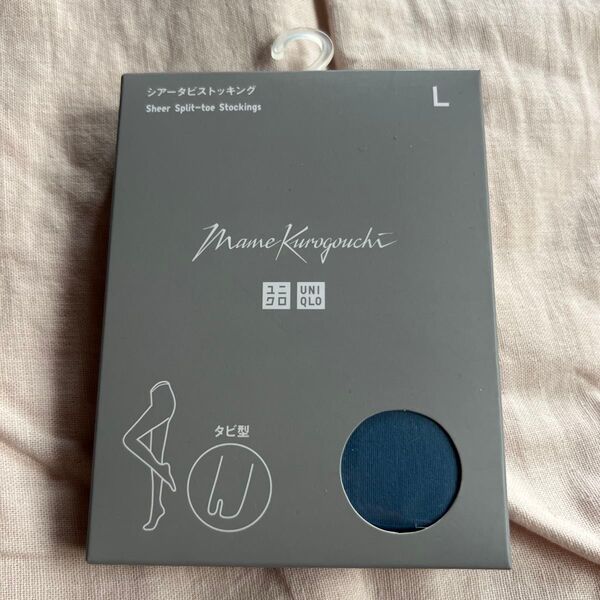 シアータビストッキング
Sheer Split-toe Stockings
L
Mame Kurogouchi
ユニ
クロ
UNI
QLO
タビ型